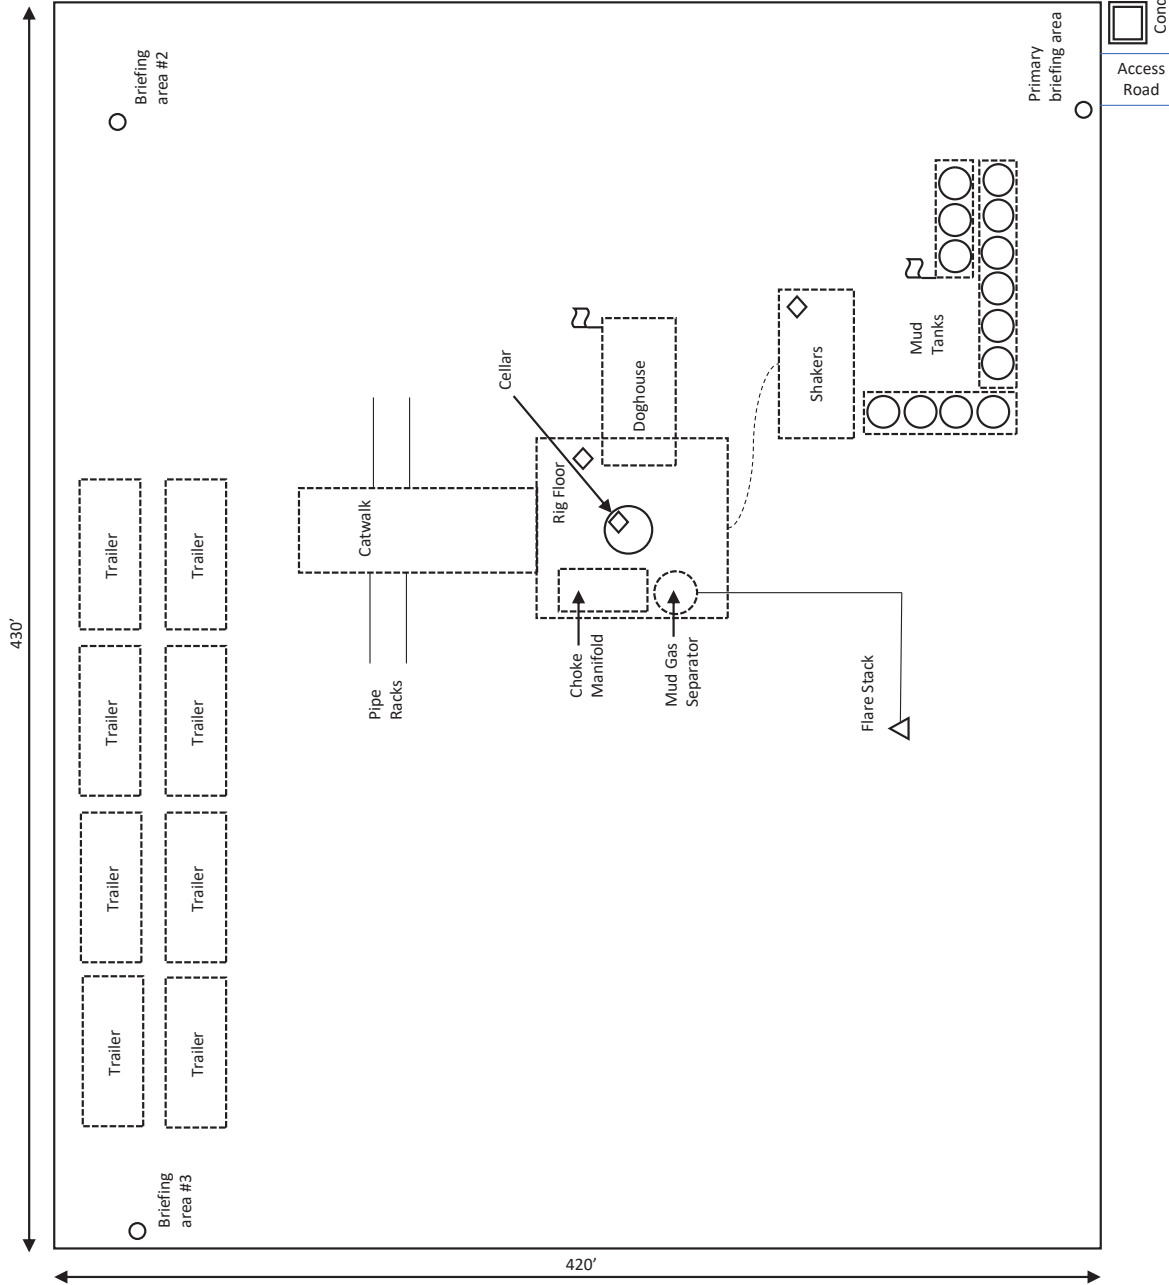 430'
420'
Briefing
area #2
Primary
briefing area
Access
Road
Cond
Cellar
Doghouse
Rig Floor
Shakers
Mud
Tanks
Catwalk
Trailer
Trailer
Trailer
Trailer
Trailer
Trailer
Trailer
Trailer
Pipe
Racks
Choke
Manifold
Mud Gas
Separator
Flare Stack
Briefing
area #3